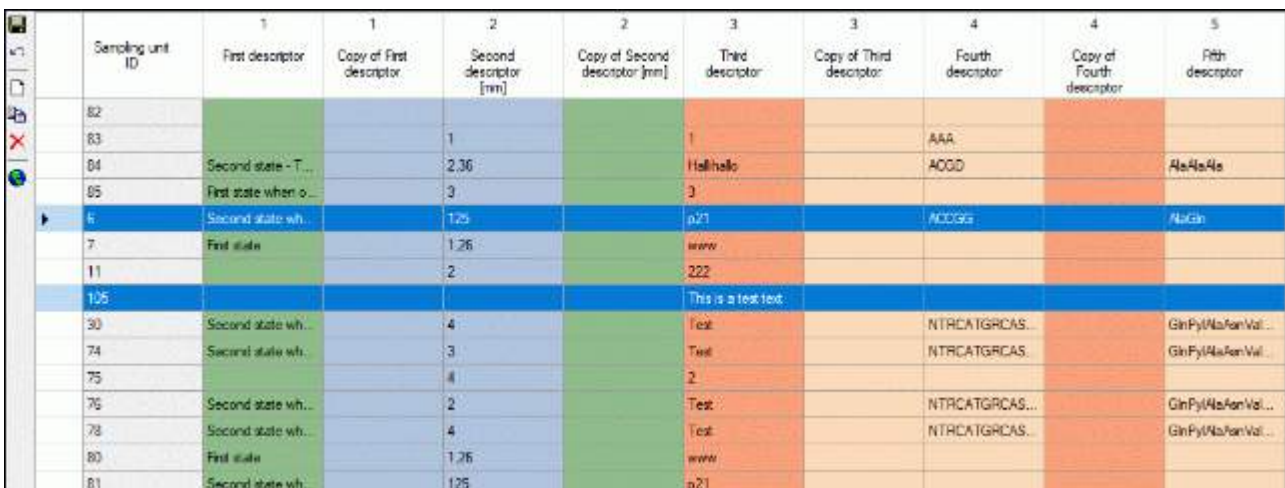 1 1 2 2 3 3 4 4 5
Sampling unit ID First descriptor Copy of First descriptor Second descriptor [mm] Copy of Second descriptor [mm] Third descriptor Copy of Third descriptor Fourth descriptor Copy of Fourth descriptor Fifth descriptor
82
83 1 1 AAA
84 Second state - T... 2.36 Hallihallo ACGD AlaAlaAla
85 First state when o... 3 3
6 Second state wh... 125 p21 ACCGG AlaGln
7 First state 1.26 www
11 2 222
105 This is a test text
30 Second state wh... 4 Test NTRCATGRCAS... GlnPylAlaAsnVal...
74 Second state wh... 3 Test NTRCATGRCAS... GlnPylAlaAsnVal...
75 4 2
76 Second state wh... 2 Test NTRCATGRCAS... GlnPylAlaAsnVal...
78 Second state wh... 4 Test NTRCATGRCAS... GlnPylAlaAsnVal...
80 First state 1.26 www
81 Second state wh... 125 p21